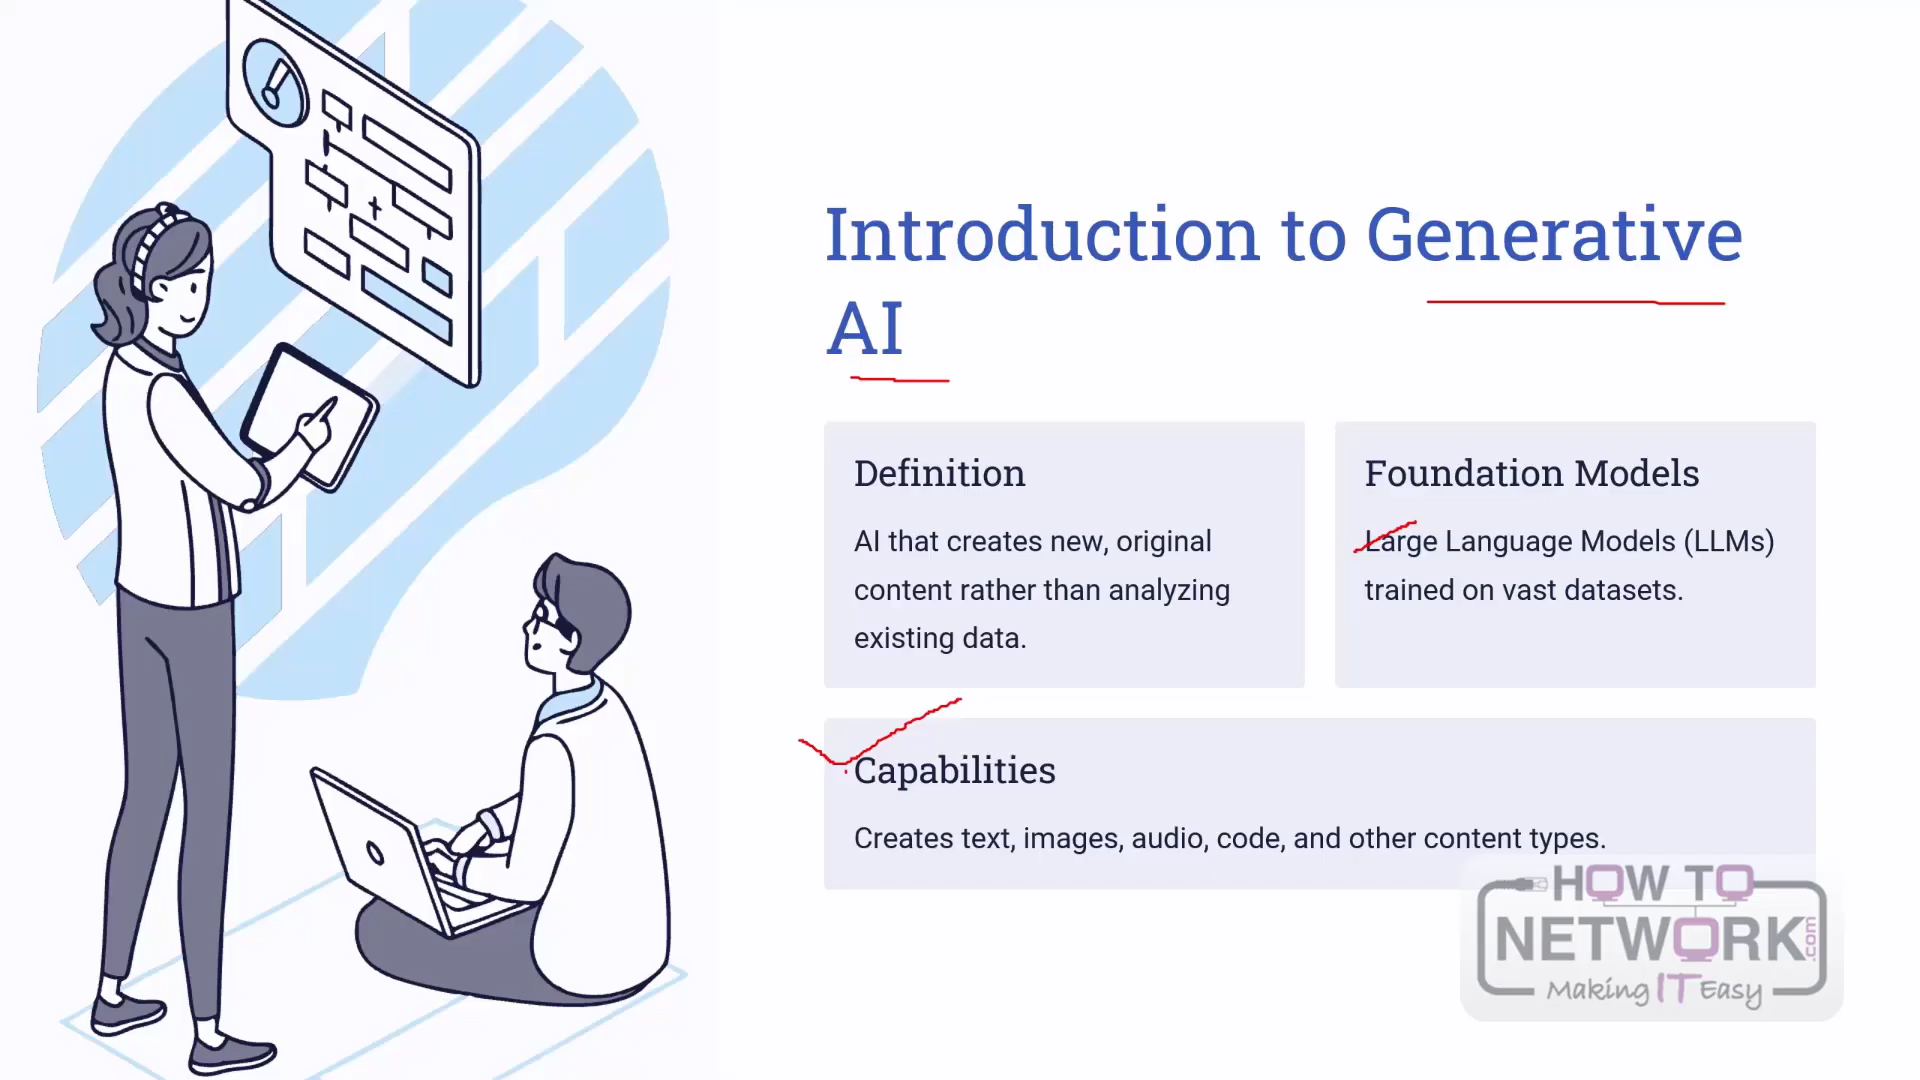 Introduction to Generative
AI
Definition
AI that creates new, original
content rather than analyzing
existing data.
Foundation Models
Large Language Models (LLMs)
trained on vast datasets.
Capabilities
Creates text, images, audio, code, and other content types.
HOW TO
NETWORK.com
Making IT Easy